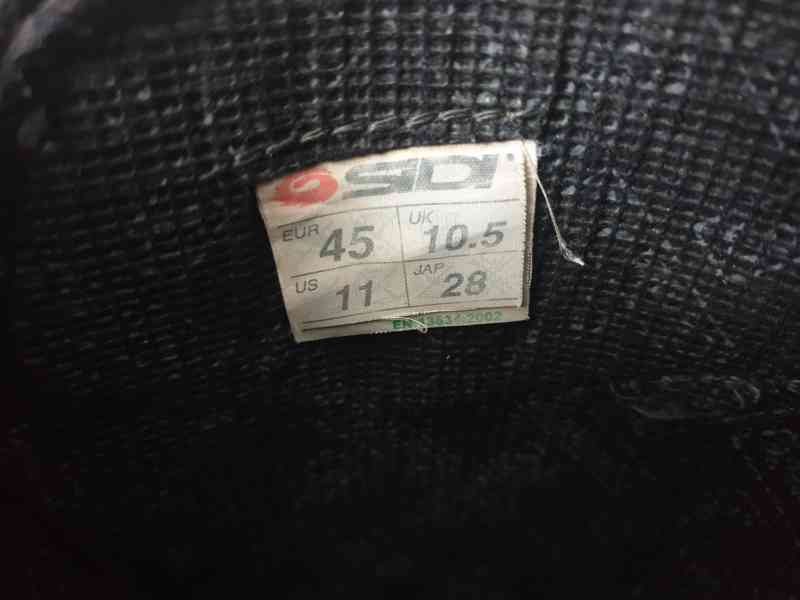 SIDI
EUR 45 UK 10.5
US 11 JAP 28
EN 13634:2002